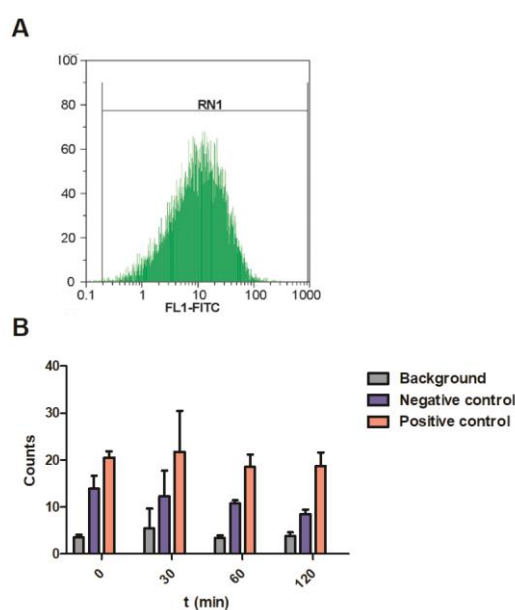 A
100
80
60
40
20
0
RN1
0.1 1 10 100 1000
FL1-FITC
B
40
30
20
10
0
Counts
0 30 60 120
t (min)
Background
Negative control
Positive control